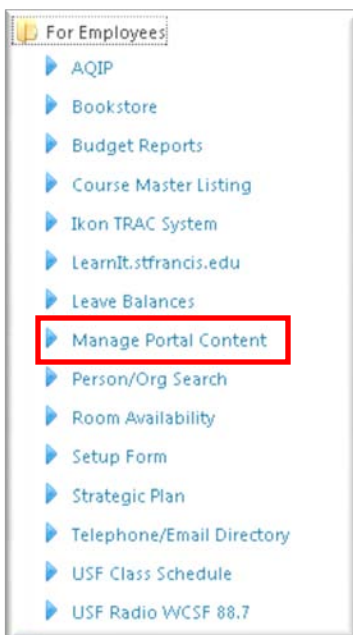 For Employees
AQIP
Bookstore
Budget Reports
Course Master Listing
Ikon TRAC System
LearnIt.stfrancis.edu
Leave Balances
Manage Portal Content
Person/Org Search
Room Availability
Setup Form
Strategic Plan
Telephone/Email Directory
USF Class Schedule
USF Radio WCSF 88.7